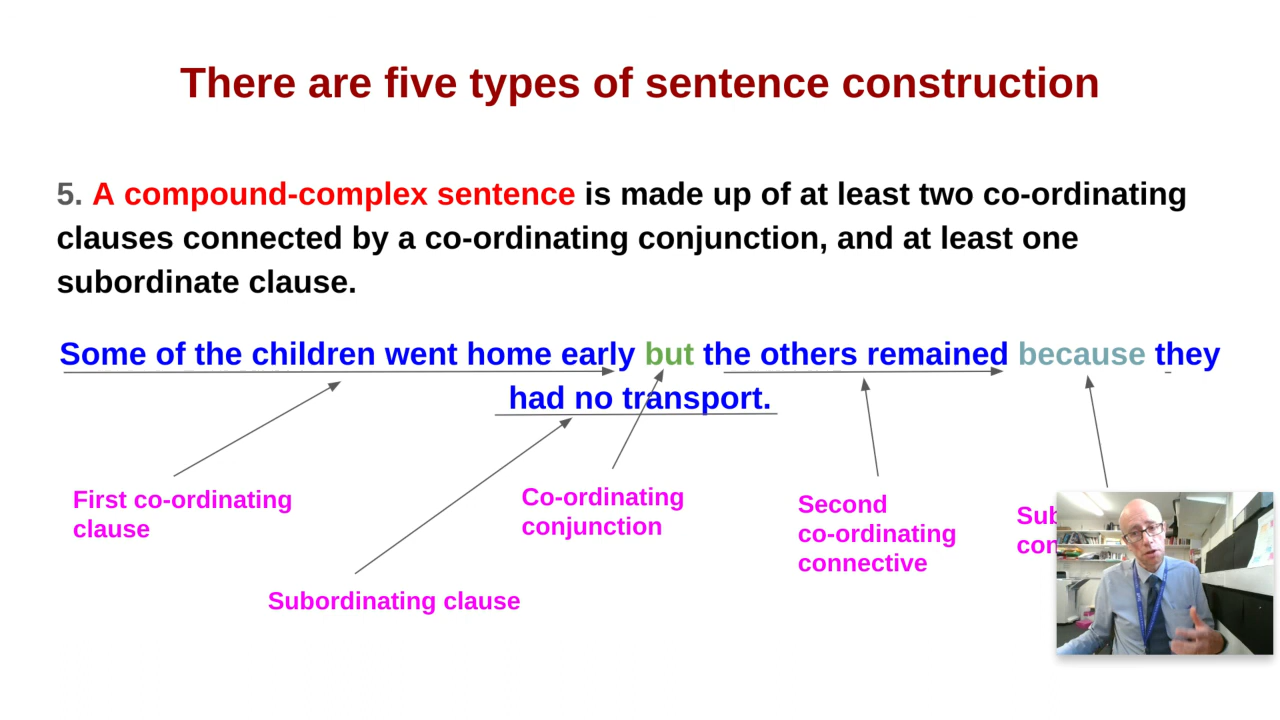 There are five types of sentence construction
5. A compound-complex sentence is made up of at least two co-ordinating
clauses connected by a co-ordinating conjunction, and at least one
subordinate clause.
Some of the children went home early but the others remained because they
had no transport.
First co-ordinating
clause
Co-ordinating
conjunction
Second
co-ordinating
connective
Subordinating clause